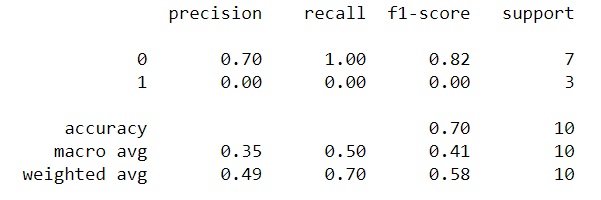 precision recall f1-score support
0 0.70 1.00 0.82 7
1 0.00 0.00 0.00 3
accuracy 0.70 10
macro avg 0.35 0.50 0.41 10
weighted avg 0.49 0.70 0.58 10